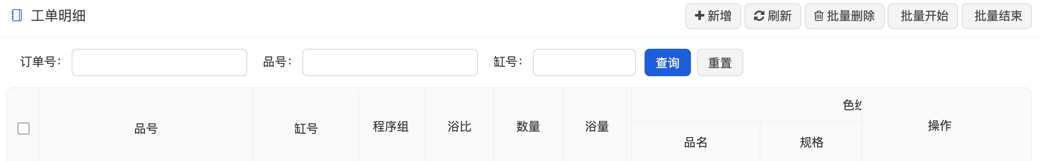 工单明细
新增 刷新 批量删除 批量开始 批量结束
订单号： 品号： 缸号： 查询 重置
品号 缸号 程序组 浴比 数量 浴量 色 操作
品名 规格